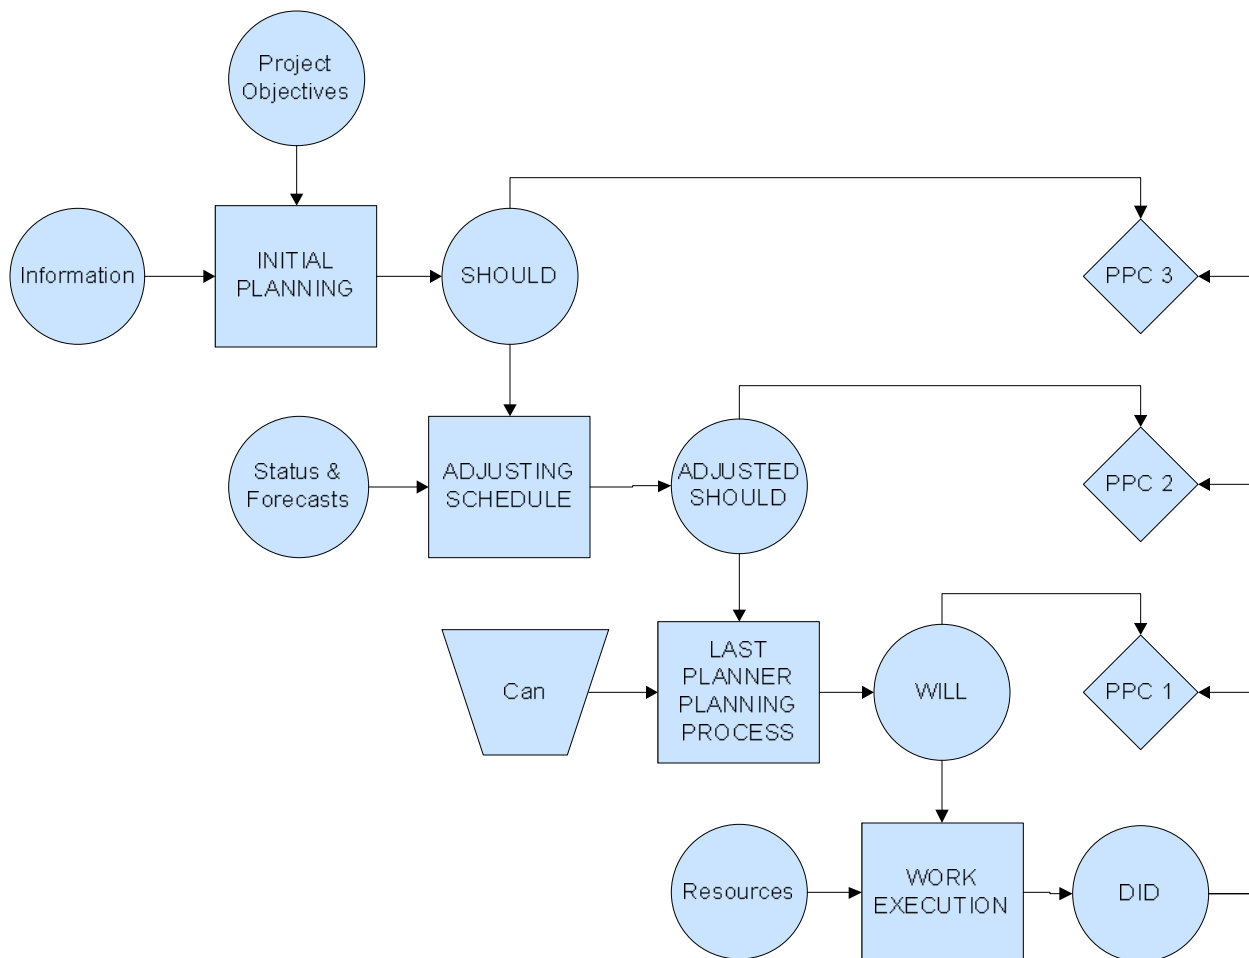 Project
Objectives
Information
INITIAL
PLANNING
SHOULD
PPC 3
Status &
Forecasts
ADJUSTING
SCHEDULE
ADJUSTED
SHOULD
PPC 2
Can
LAST
PLANNER
PLANNING
PROCESS
WILL
PPC 1
Resources
WORK
EXECUTION
DID